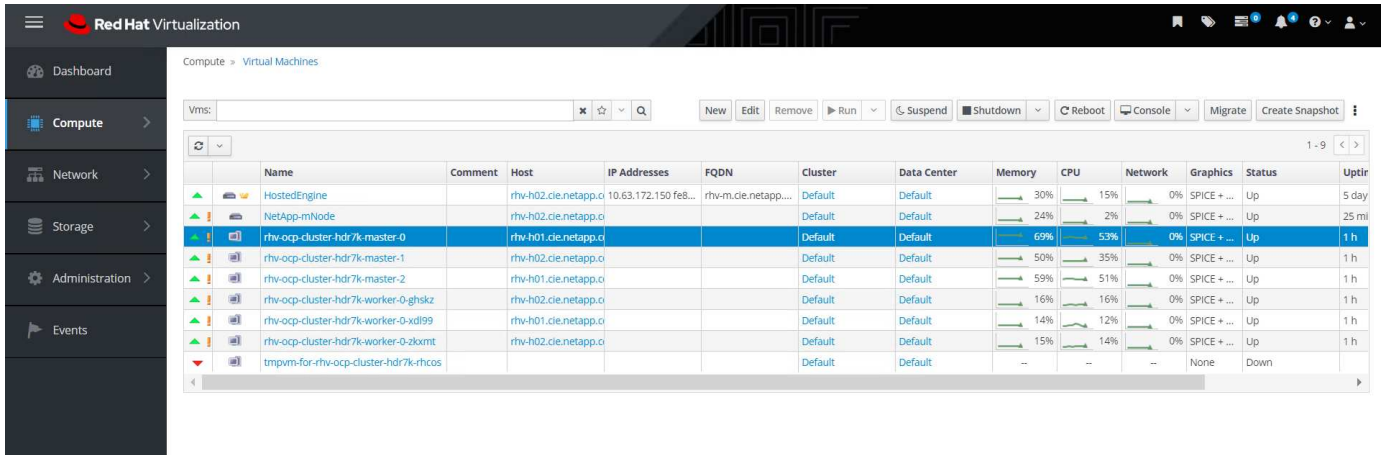 Red Hat Virtualization
0
4
Dashboard
Compute
Network
Storage
Administration
Events
Compute » Virtual Machines
Vms:
New Edit Remove Run Suspend Shutdown Reboot Console Migrate Create Snapshot
1 - 9
Name Comment Host IP Addresses FQDN Cluster Data Center Memory CPU Network Graphics Status Uptim
HostedEngine rhv-h02.cie.netapp.c 10.63.172.150 fe8... rhv-m.cie.netapp.... Default Default 30% 15% 0% SPICE + ... Up 5 day
NetApp-mNode rhv-h02.cie.netapp.c Default Default 24% 2% 0% SPICE + ... Up 25 mi
rhv-ocp-cluster-hdr7k-master-0 rhv-h01.cie.netapp.c Default Default 69% 53% 0% SPICE + ... Up 1 h
rhv-ocp-cluster-hdr7k-master-1 rhv-h02.cie.netapp.c Default Default 50% 35% 0% SPICE + ... Up 1 h
rhv-ocp-cluster-hdr7k-master-2 rhv-h01.cie.netapp.c Default Default 59% 51% 0% SPICE + ... Up 1 h
rhv-ocp-cluster-hdr7k-worker-0-ghskz rhv-h02.cie.netapp.c Default Default 16% 16% 0% SPICE + ... Up 1 h
rhv-ocp-cluster-hdr7k-worker-0-xdl99 rhv-h01.cie.netapp.c Default Default 14% 12% 0% SPICE + ... Up 1 h
rhv-ocp-cluster-hdr7k-worker-0-zkxmt rhv-h02.cie.netapp.c Default Default 15% 14% 0% SPICE + ... Up 1 h
tmpvm-for-rhv-ocp-cluster-hdr7k-rhcos Default Default -- -- -- None Down